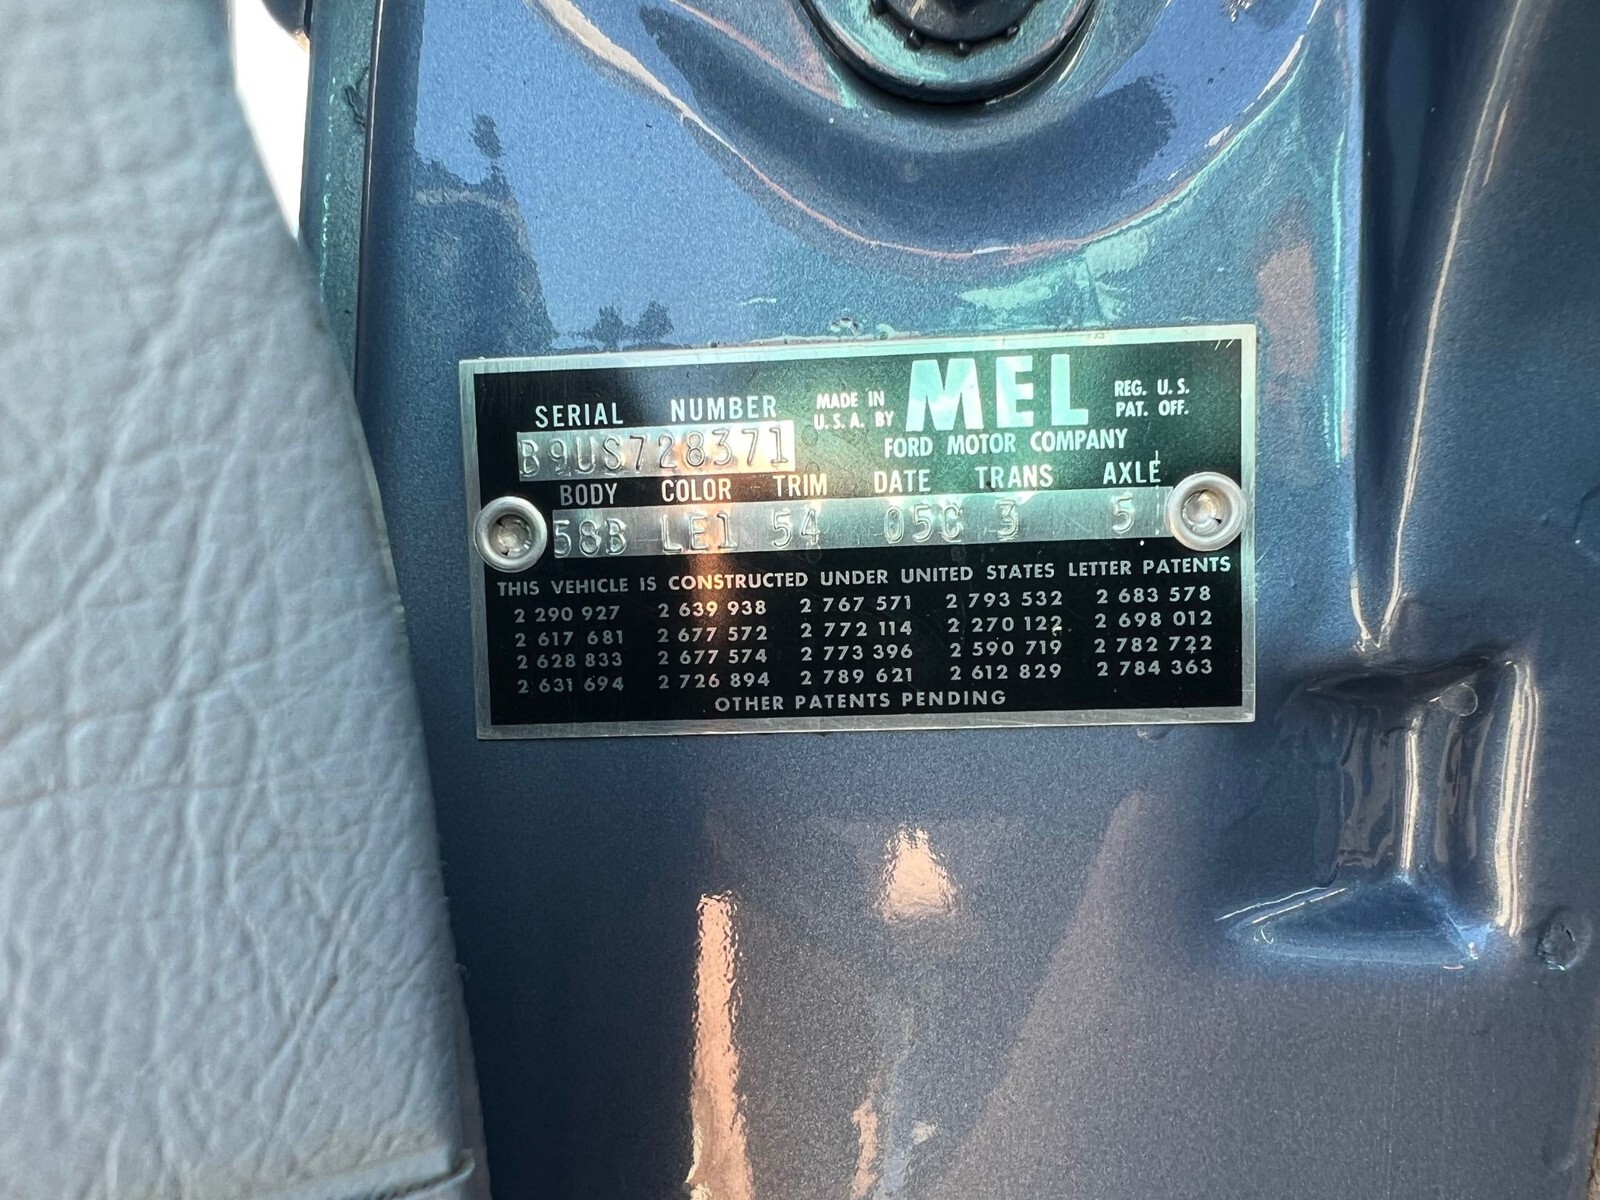 SERIAL NUMBER
MADE IN
U.S.A. BY
MEL
REG. U.S.
PAT. OFF.
B9US728371
FORD MOTOR COMPANY
BODY COLOR TRIM DATE TRANS AXLE
58B LE1 54 05C 3 5
THIS VEHICLE IS CONSTRUCTED UNDER UNITED STATES LETTER PATENTS
2 290 927 2 639 938 2 767 571 2 793 532 2 683 578
2 617 681 2 677 572 2 772 114 2 270 122 2 698 012
2 628 833 2 677 574 2 773 396 2 590 719 2 782 722
2 631 694 2 726 894 2 789 621 2 612 829 2 784 363
OTHER PATENTS PENDING